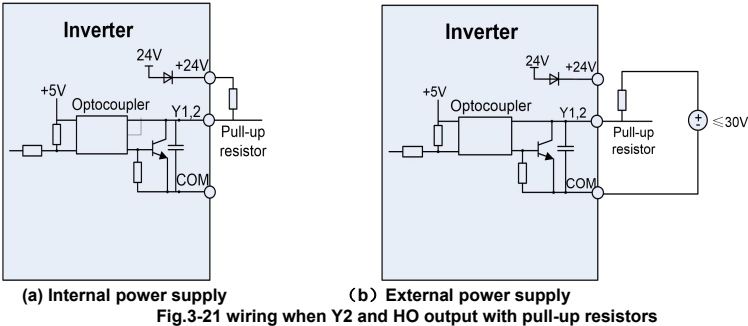 Inverter
24V
+24V
+5V
Optocoupler
Y1,2
Pull-up
resistor
COM
Inverter
24V
+24V
+5V
Optocoupler
Y1,2
Pull-up
resistor
+
-
≤30V
COM
(a) Internal power supply
（b）External power supply
Fig.3-21 wiring when Y2 and HO output with pull-up resistors